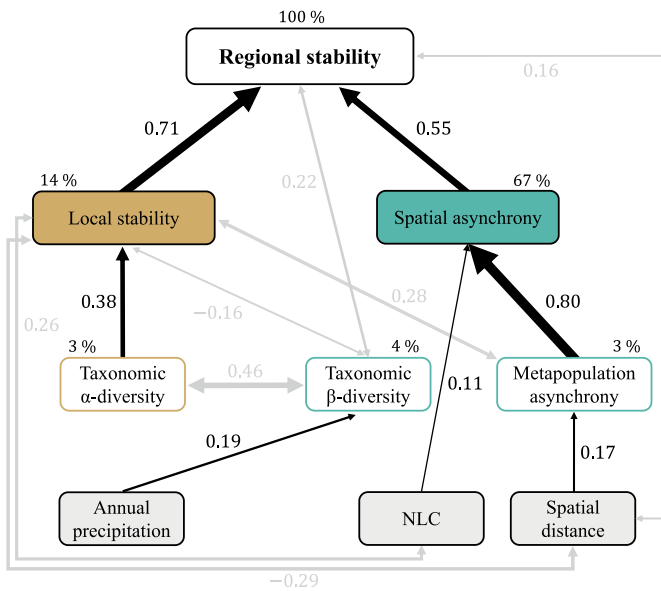 100 %
Regional stability
0.16
0.71
0.55
14 %
0.22
67 %
Local stability
Spatial asynchrony
0.38
−0.16
0.28
0.80
0.26
3 %
4 %
3 %
Taxonomic
α-diversity
0.46
Taxonomic
β-diversity
0.11
Metapopulation
asynchrony
0.19
0.17
Annual
precipitation
NLC
Spatial
distance
−0.29